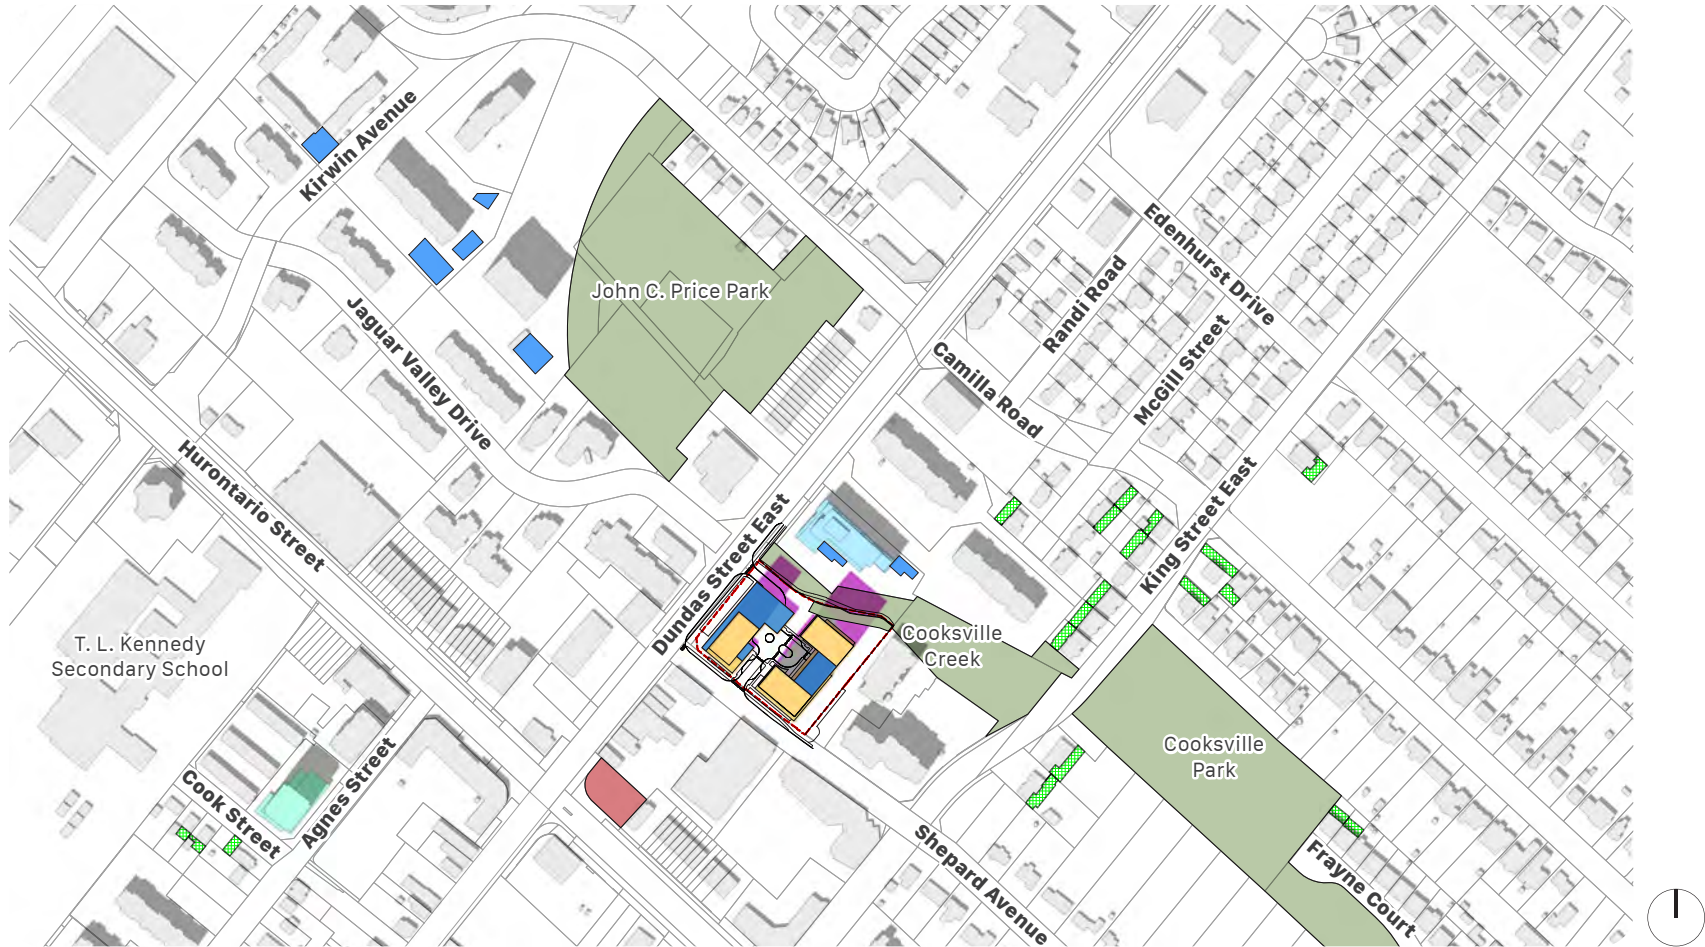 Kirwin Avenue
Edenhurst Drive
John C. Price Park
Randi Road
Jaguar Valley Drive
McGill Street
Camilla Road
Hurontario Street
King Street East
Dundas Street East
Cooksville
Creek
T. L. Kennedy
Secondary School
Cooksville
Park
Cook Street
Agnes Street
Shepard Avenue
Frayne Court